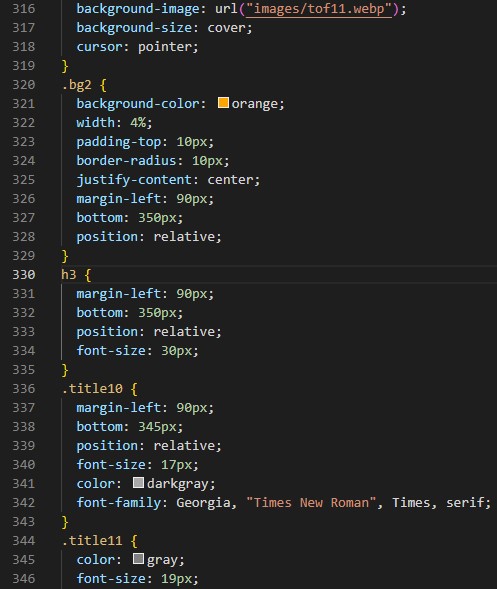 316 background-image: url("images/tof11.webp");
317 background-size: cover;
318 cursor: pointer;
319 }
320 .bg2 {
321 background-color: orange;
322 width: 4%;
323 padding-top: 10px;
324 border-radius: 10px;
325 justify-content: center;
326 margin-left: 90px;
327 bottom: 350px;
328 position: relative;
329 }
330 h3 {
331 margin-left: 90px;
332 bottom: 350px;
333 position: relative;
334 font-size: 30px;
335 }
336 .title10 {
337 margin-left: 90px;
338 bottom: 345px;
339 position: relative;
340 font-size: 17px;
341 color: darkgray;
342 font-family: Georgia, "Times New Roman", Times, serif;
343 }
344 .title11 {
345 color: gray;
346 font-size: 19px;